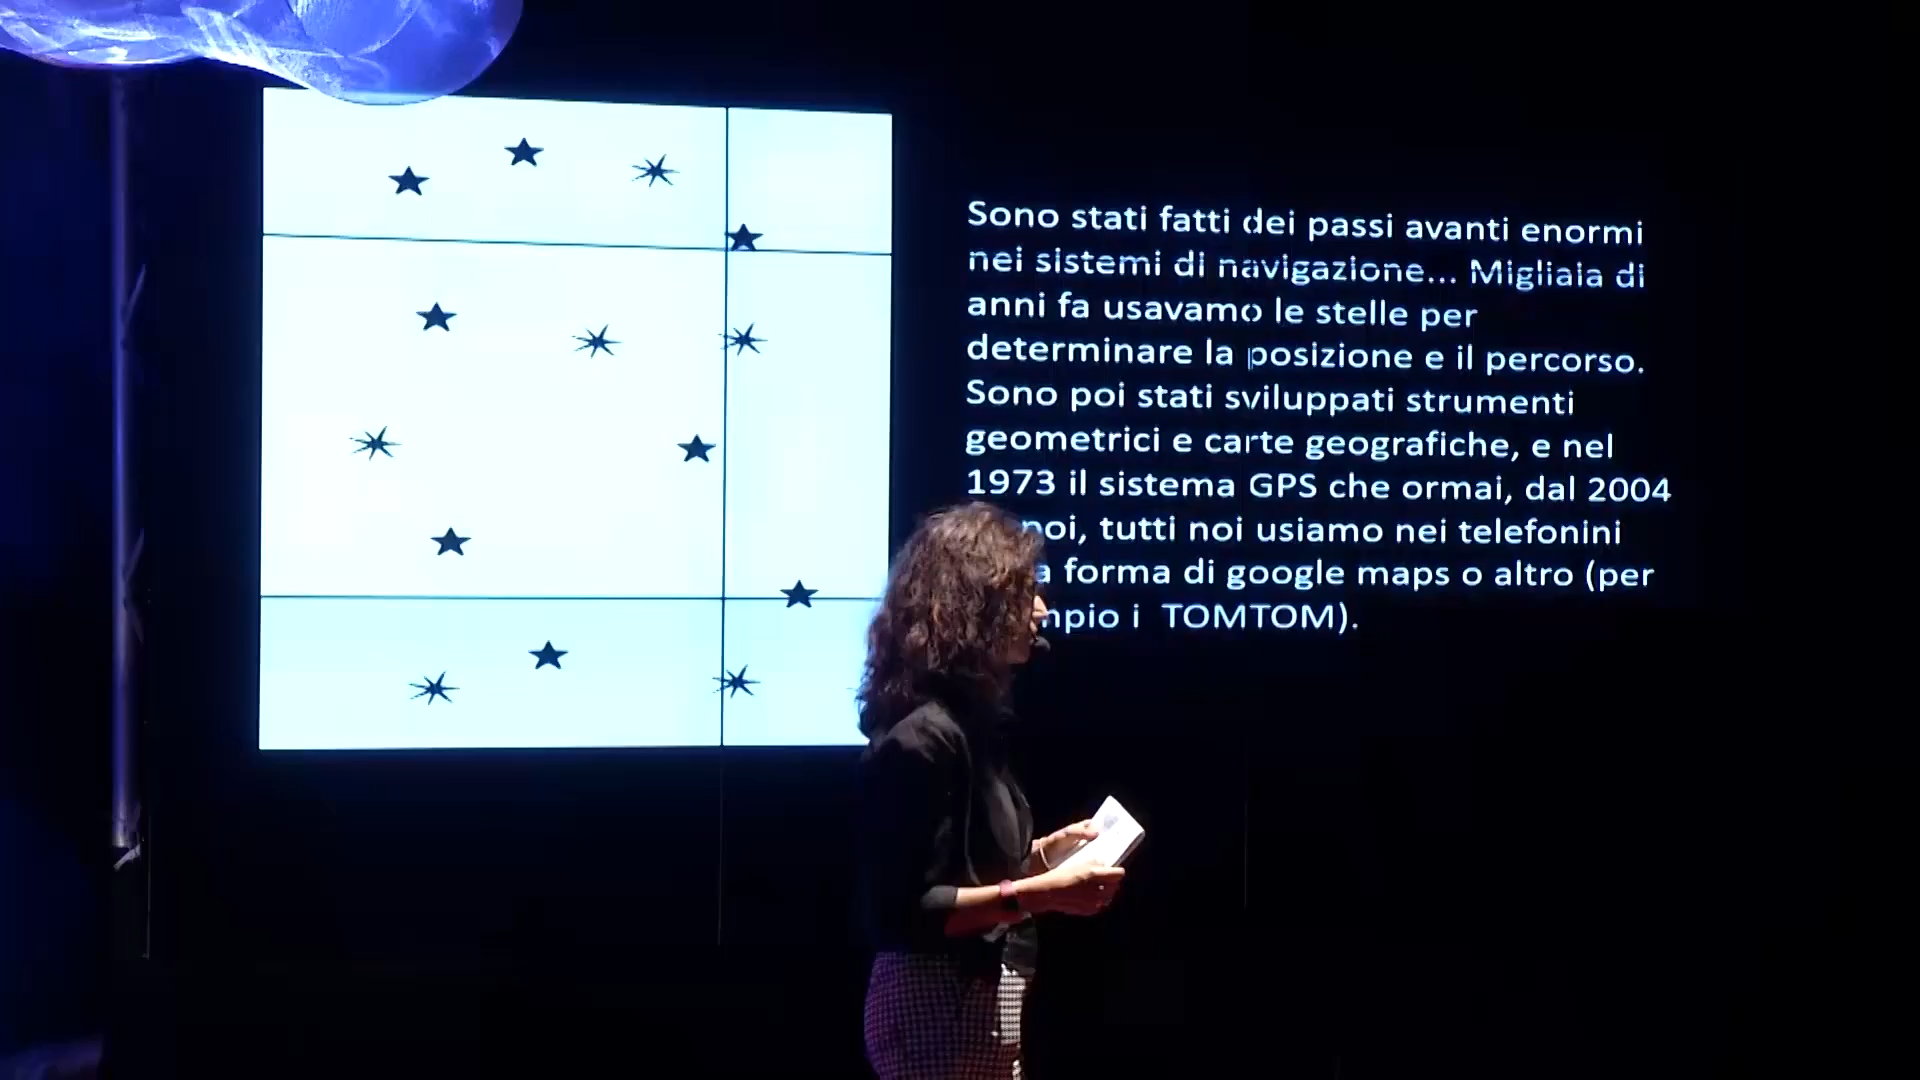 Sono stati fatti dei passi avanti enormi
nei sistemi di navigazione... Migliaia di
anni fa usavamo le stelle per
determinare la posizione e il percorso.
Sono poi stati sviluppati strumenti
geometrici e carte geografiche, e nel
1973 il sistema GPS che ormai, dal 2004
poi, tutti noi usiamo nei telefonini
forma di google maps o altro (per
i TOMTOM).